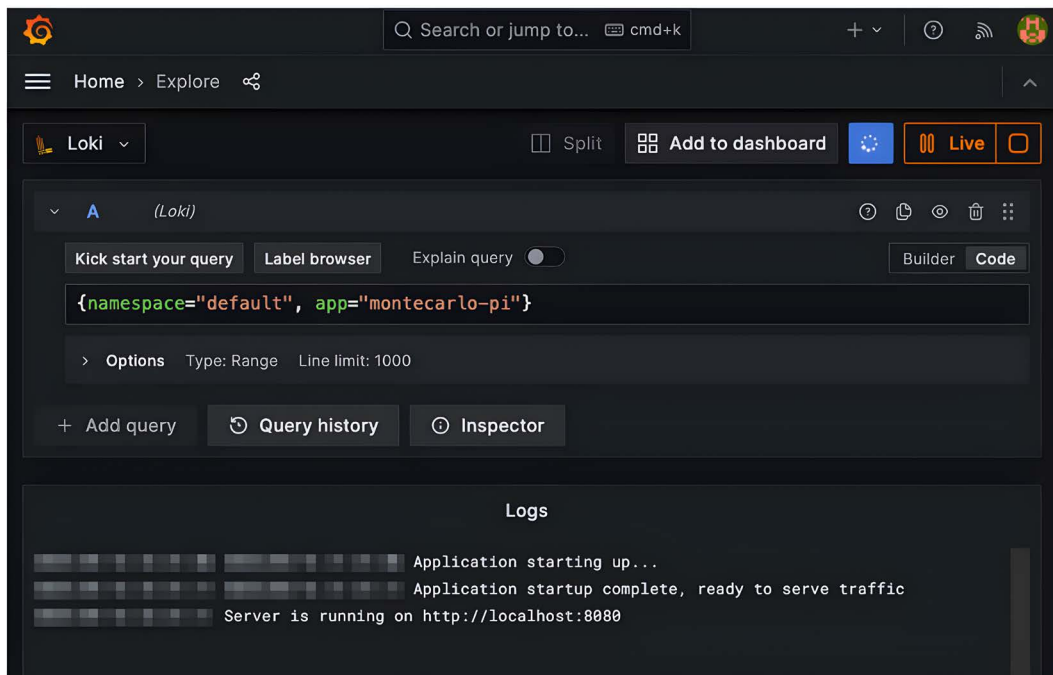 Search or jump to... cmd+k
Home › Explore
Loki Split Add to dashboard Live
A (Loki)
Kick start your query Label browser Explain query Builder Code
{namespace="default", app="montecarlo-pi"}
Options Type: Range Line limit: 1000
+ Add query Query history Inspector
Logs
Application starting up...
Application startup complete, ready to serve traffic
Server is running on http://localhost:8080